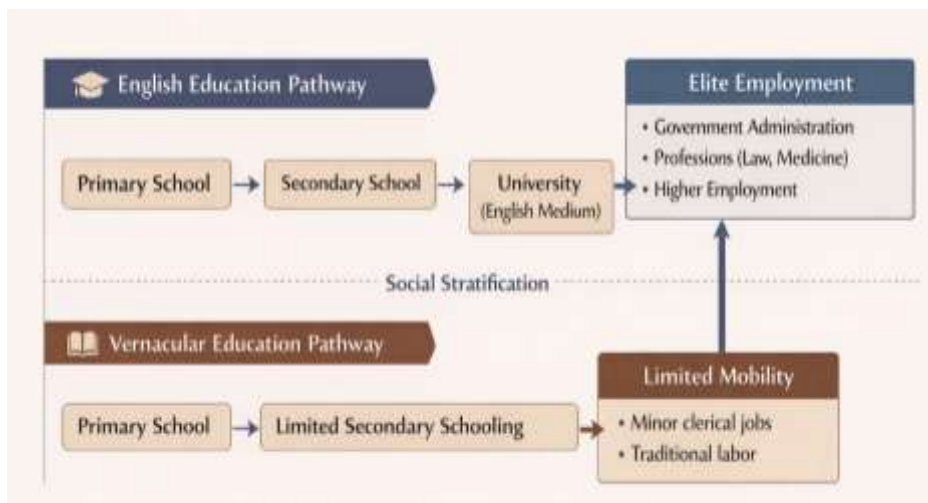 English Education Pathway
Primary School
Secondary School
University
(English Medium)
Elite Employment
• Government Administration
• Professions (Law, Medicine)
• Higher Employment
Social Stratification
Vernacular Education Pathway
Primary School
Limited Secondary Schooling
Limited Mobility
• Minor clerical jobs
• Traditional labor